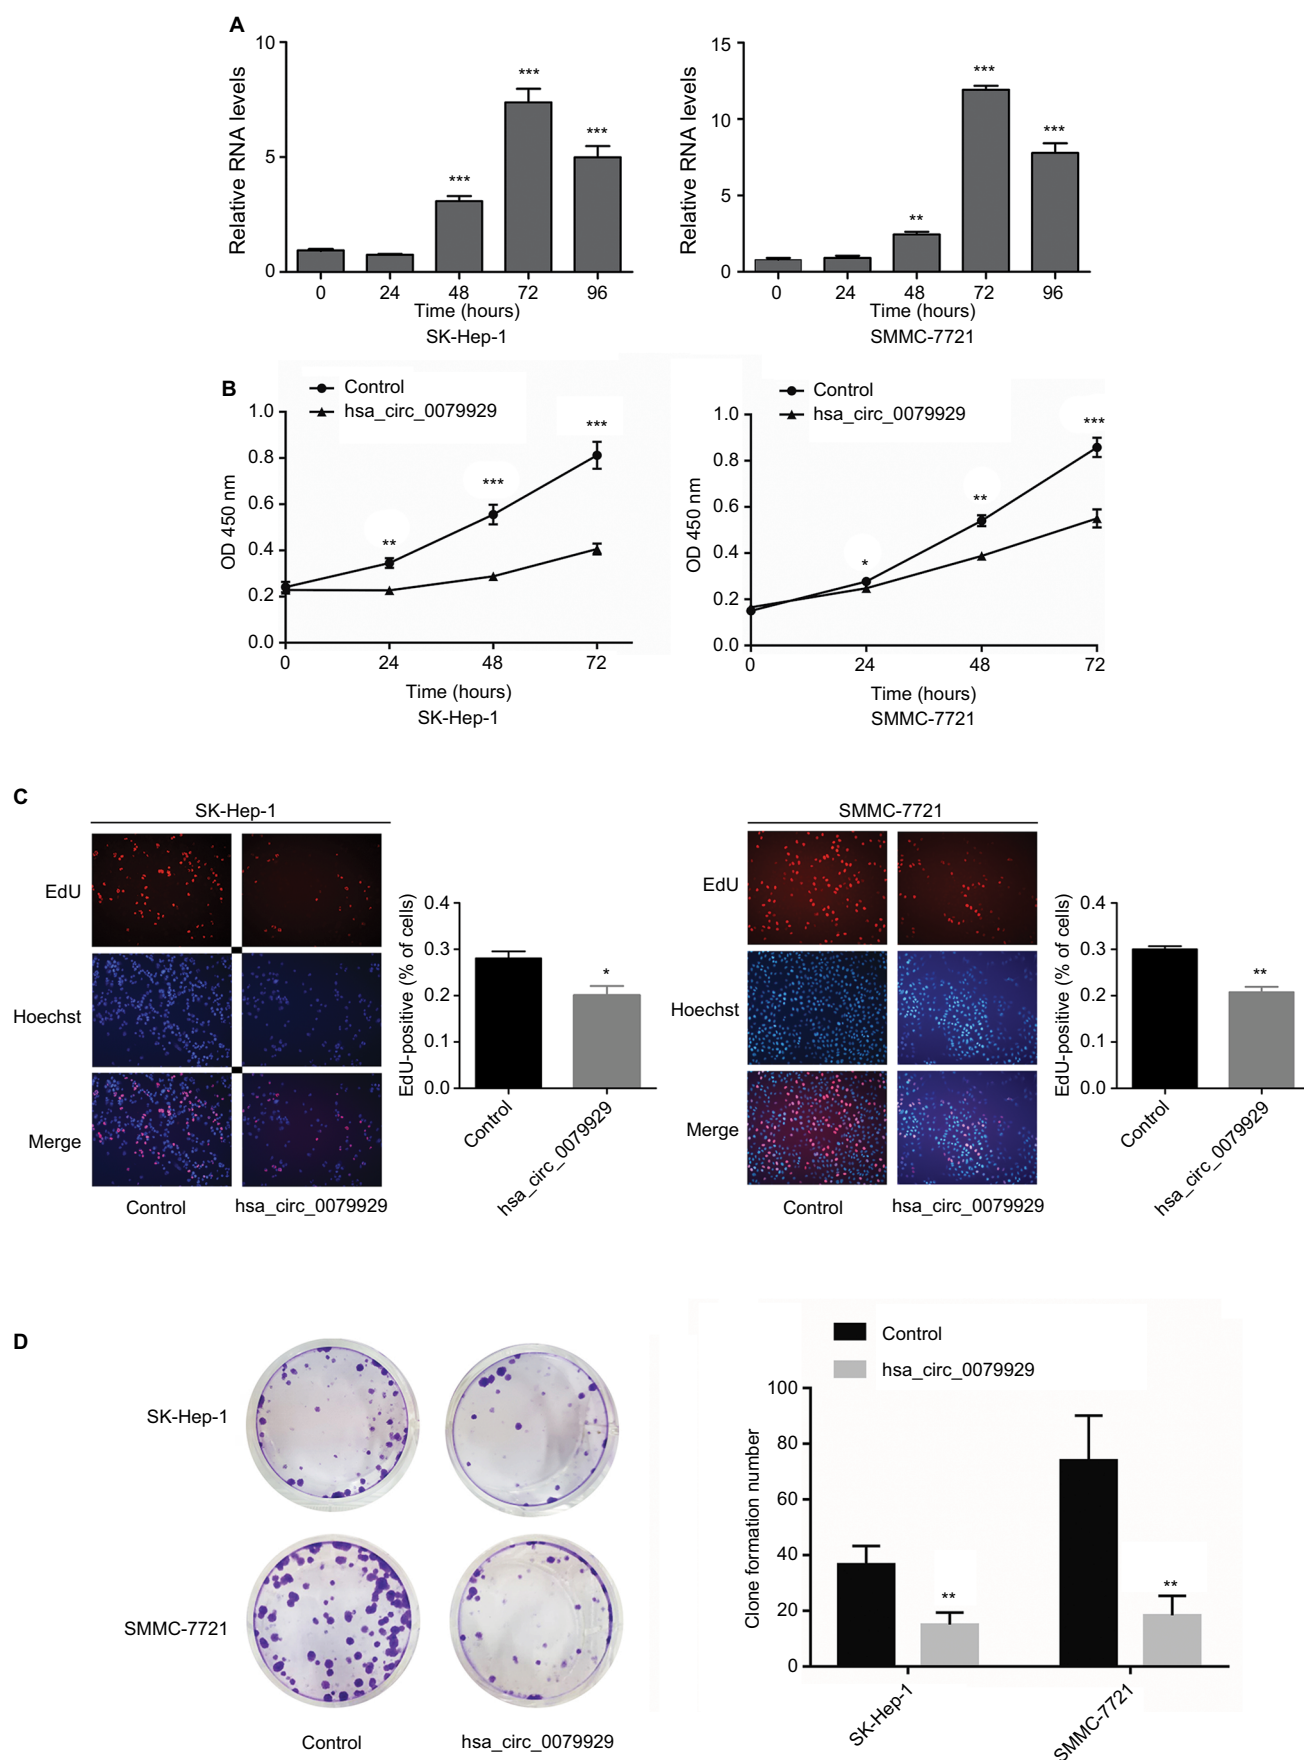 A
10
5
0
Relative RNA levels
***
***
***
0 24 48 72 96
Time (hours)
SK-Hep-1
15
10
5
0
Relative RNA levels
**
***
***
0 24 48 72 96
Time (hours)
SMMC-7721
B
Control
hsa_circ_0079929
1.0
0.8
0.6
0.4
0.2
0.0
OD 450 nm
**
***
***
0 24 48 72
Time (hours)
SK-Hep-1
Control
hsa_circ_0079929
1.0
0.8
0.6
0.4
0.2
0.0
OD 450 nm
*
**
***
0 24 48 72
Time (hours)
SMMC-7721
C
SK-Hep-1
EdU
Hoechst
Merge
Control hsa_circ_0079929
EdU-positive (% of cells)
0.4
0.3
0.2
0.1
0.0
*
Control
hsa_circ_0079929
SMMC-7721
EdU
Hoechst
Merge
Control hsa_circ_0079929
EdU-positive (% of cells)
0.4
0.3
0.2
0.1
0.0
**
Control
hsa_circ_0079929
D
SK-Hep-1
SMMC-7721
Control hsa_circ_0079929
Control
hsa_circ_0079929
100
80
60
40
20
0
Clone formation number
**
**
SK-Hep-1
SMMC-7721